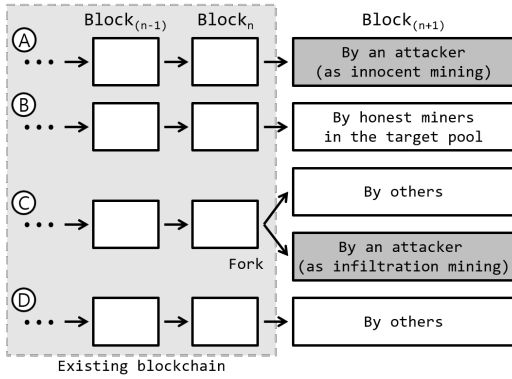 Block(n-1) Blockn Block(n+1)
A
By an attacker
(as innocent mining)
B
By honest miners
in the target pool
C
By others
By an attacker
(as infiltration mining)
Fork
D
By others
Existing blockchain